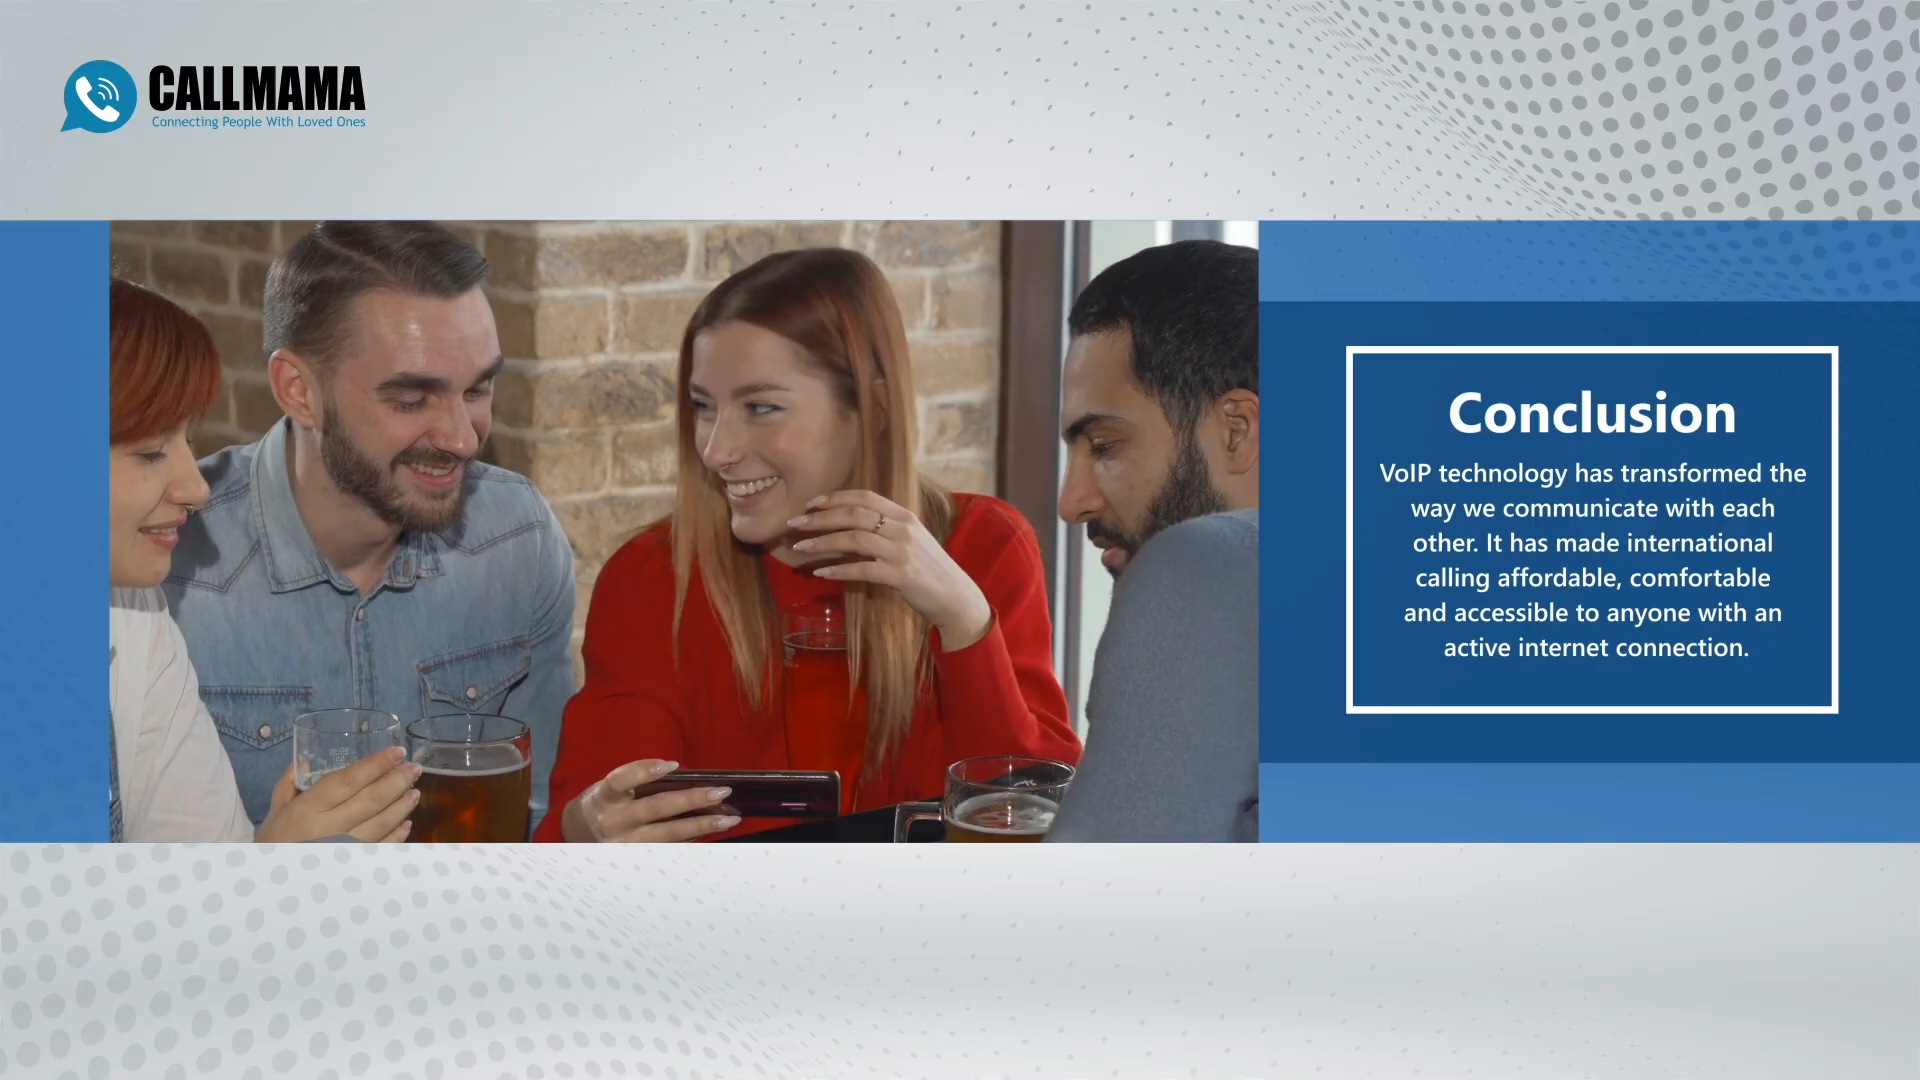 CALLMAMA
Connecting People With Loved Ones
Conclusion
VoIP technology has transformed the
way we communicate with each
other. It has made international
calling affordable, comfortable
and accessible to anyone with an
active internet connection.